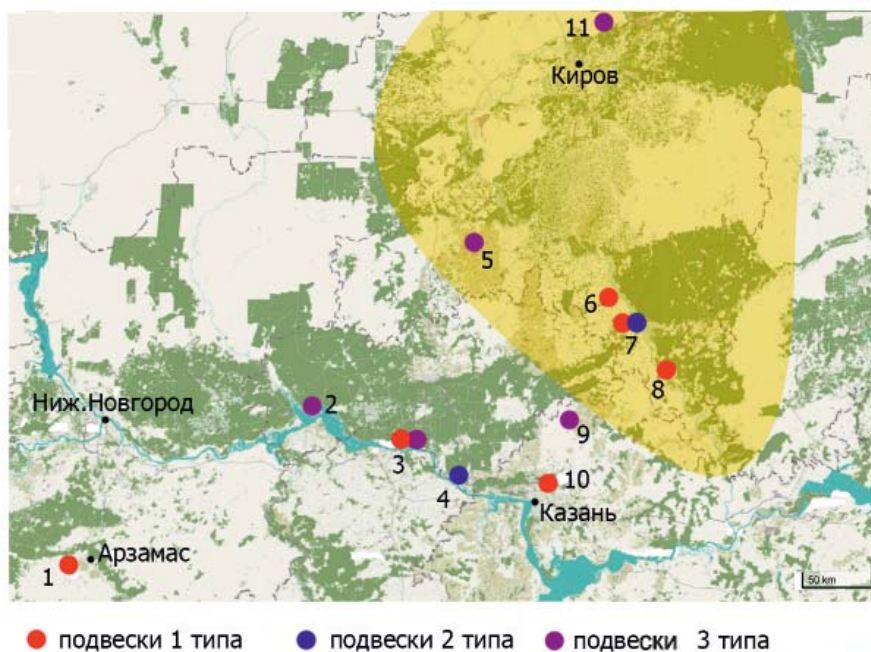 11
Киров
5
6
7
8
2
Ниж.Новгород
9
3
10
4
Казань
Арзамас
1
50 km
подвески 1 типа
подвески 2 типа
подвески 3 типа